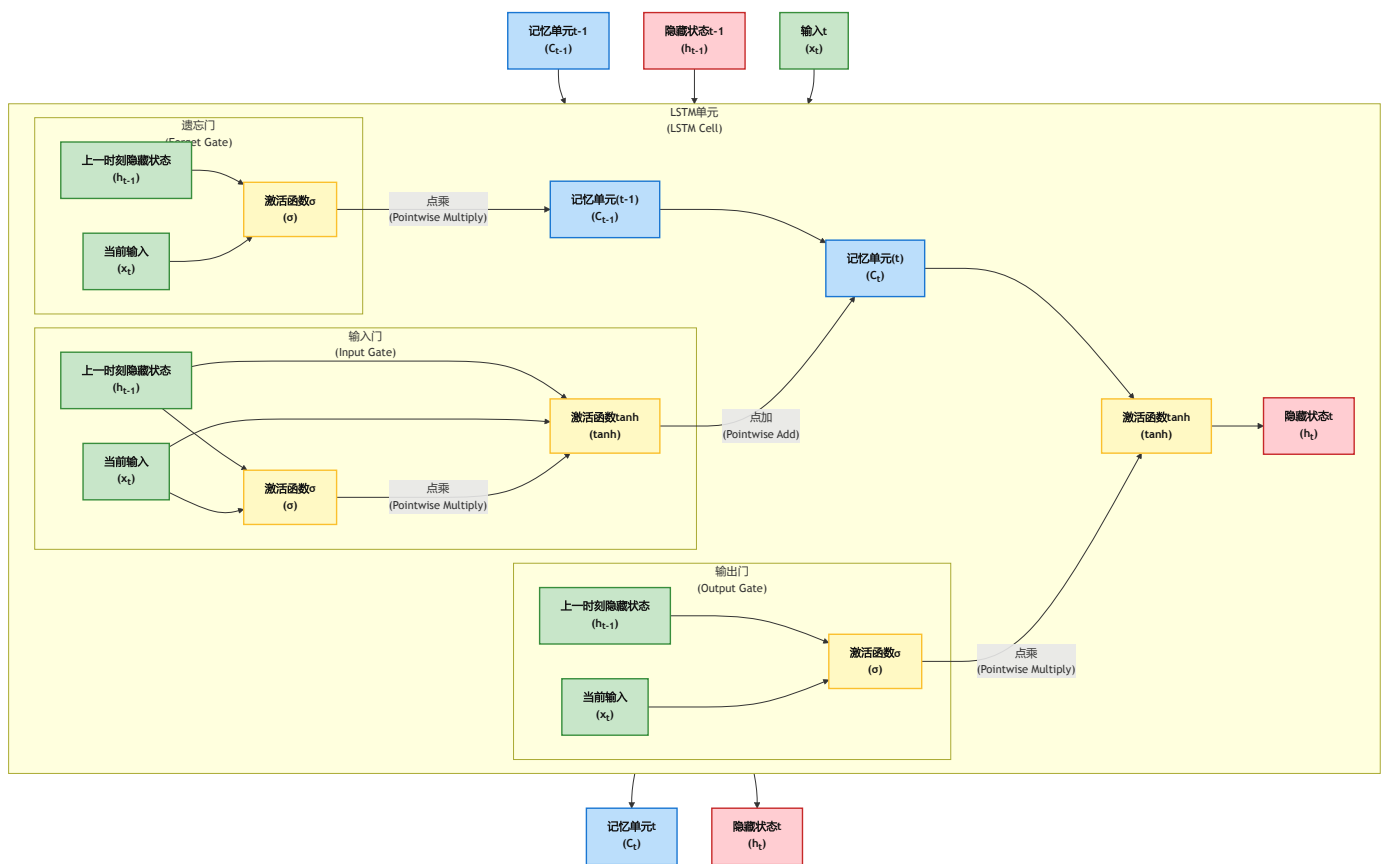 记忆单元t-1
(Ct-1)
隐藏状态t-1
(ht-1)
输入t
(xt)
LSTM单元
(LSTM Cell)
遗忘门
(Forget Gate)
上一时刻隐藏状态
(ht-1)
当前输入
(xt)
激活函数σ
(σ)
点乘
(Pointwise Multiply)
记忆单元(t-1)
(Ct-1)
记忆单元(t)
(Ct)
输入门
(Input Gate)
上一时刻隐藏状态
(ht-1)
当前输入
(xt)
激活函数σ
(σ)
点乘
(Pointwise Multiply)
激活函数tanh
(tanh)
点加
(Pointwise Add)
激活函数tanh
(tanh)
隐藏状态t
(ht)
输出门
(Output Gate)
上一时刻隐藏状态
(ht-1)
当前输入
(xt)
激活函数σ
(σ)
点乘
(Pointwise Multiply)
记忆单元t
(Ct)
隐藏状态t
(ht)